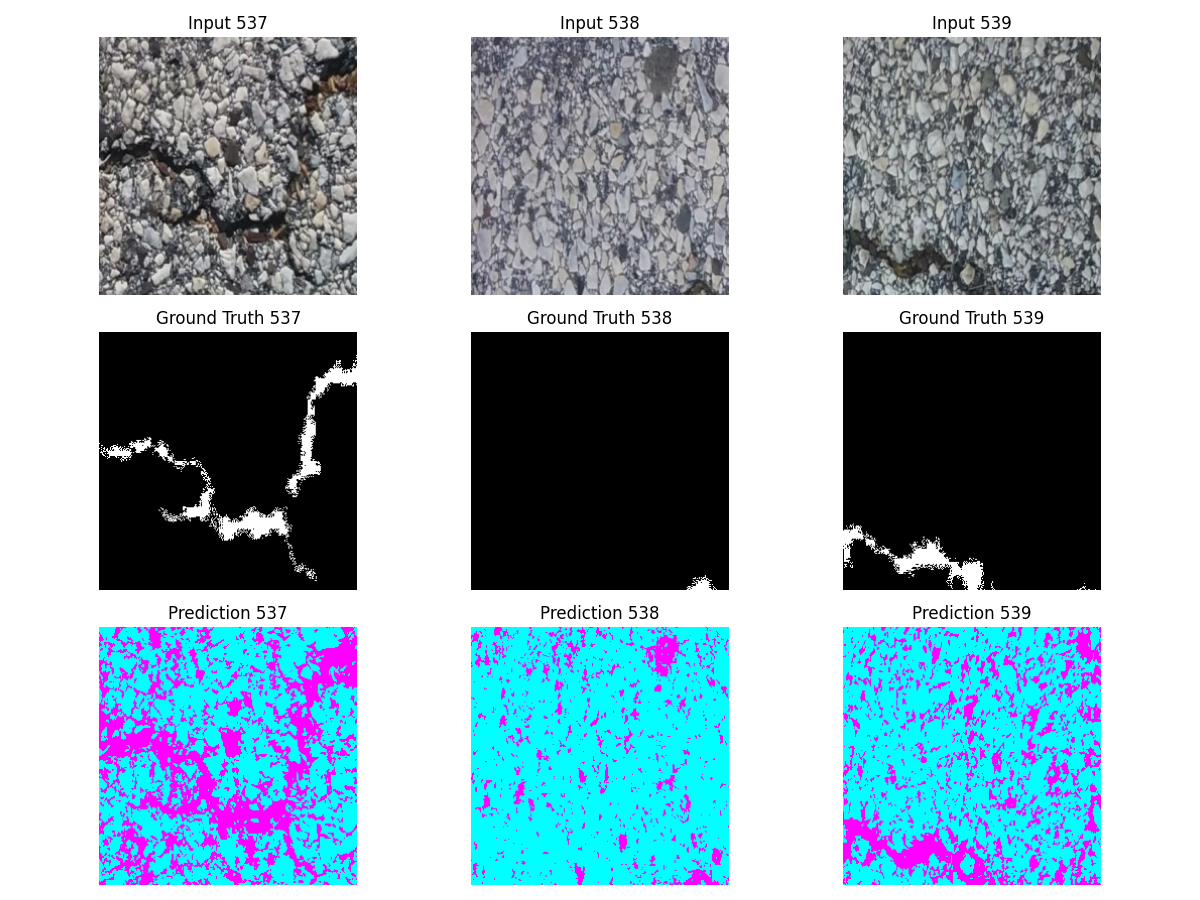 Input 537
Input 538
Input 539
Ground Truth 537
Ground Truth 538
Ground Truth 539
Prediction 537
Prediction 538
Prediction 539